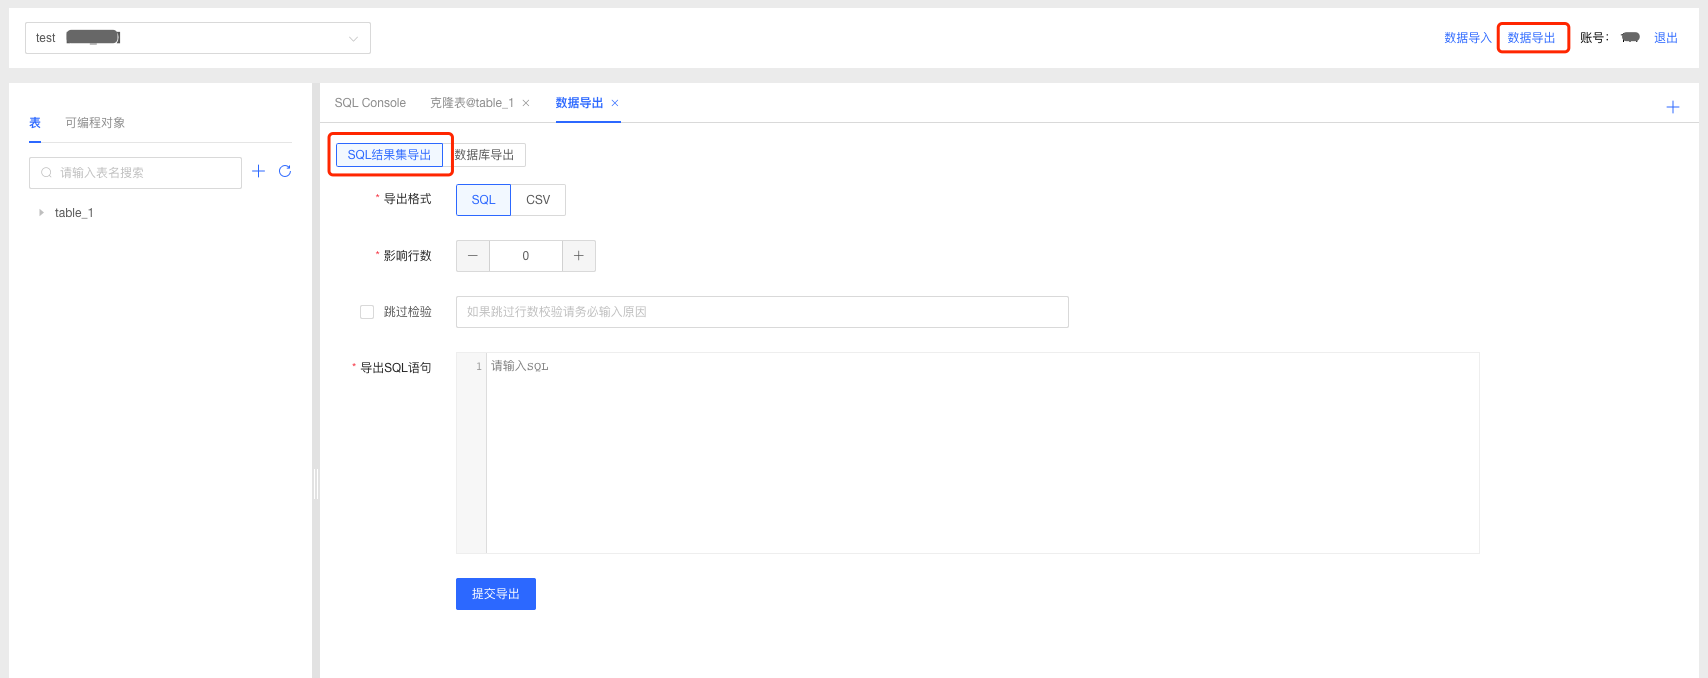 test
数据导入 数据导出 账号： 退出
表 可编程对象
请输入表名搜索
table_1
SQL Console 克隆表@table_1 数据导出
SQL结果集导出 数据库导出
* 导出格式 SQL CSV
* 影响行数 0
跳过检验 如果跳过行数校验请务必输入原因
* 导出SQL语句 1 请输入SQL
提交导出